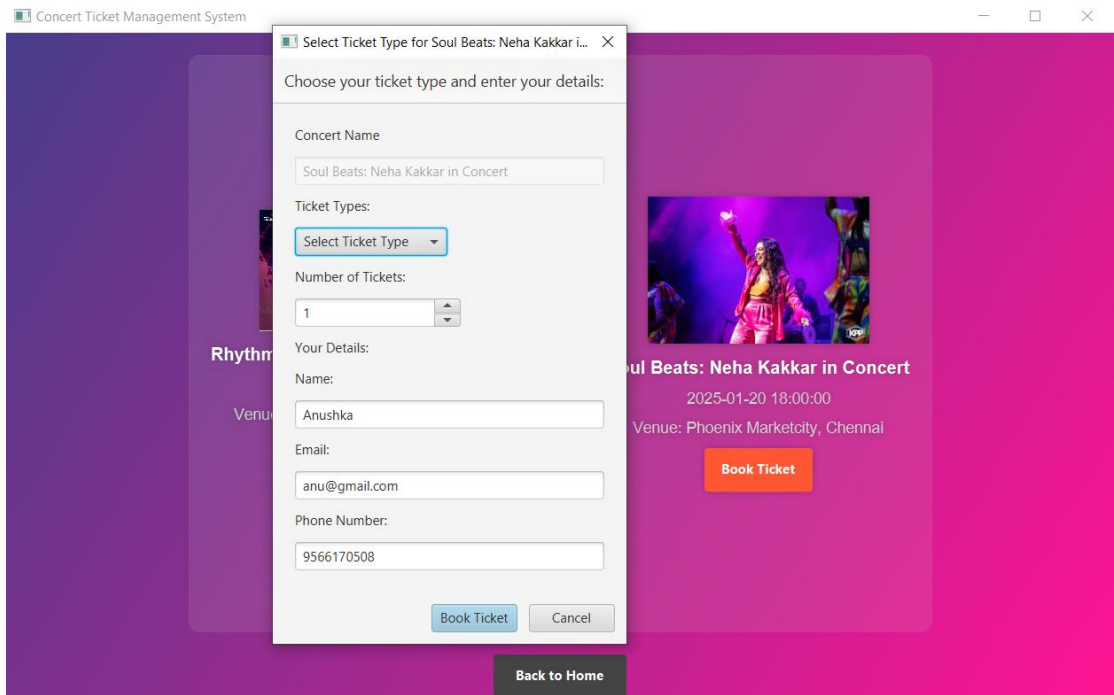 Concert Ticket Management System
Select Ticket Type for Soul Beats: Neha Kakkar i...
Choose your ticket type and enter your details:
Concert Name
Soul Beats: Neha Kakkar in Concert
Ticket Types:
Select Ticket Type
Number of Tickets:
1
Your Details:
Name:
Anushka
Email:
anu@gmail.com
Phone Number:
9566170508
Book Ticket
Cancel
Rhythm
Venue
KPP
ul Beats: Neha Kakkar in Concert
2025-01-20 18:00:00
Venue: Phoenix Marketcity, Chennai
Book Ticket
Back to Home